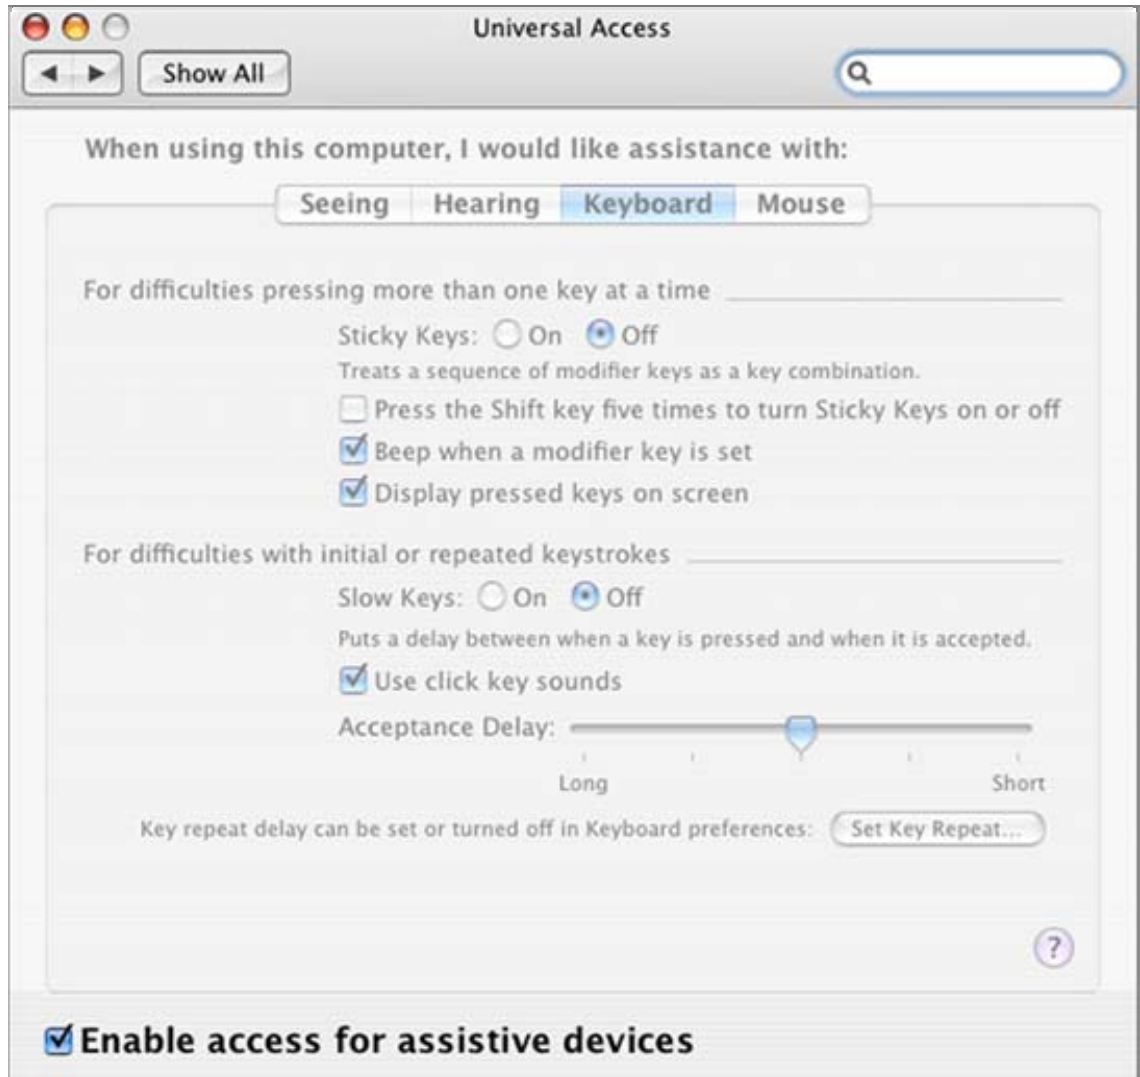 Universal Access
Show All
When using this computer, I would like assistance with:
Seeing Hearing Keyboard Mouse
For difficulties pressing more than one key at a time
Sticky Keys: On Off
Treats a sequence of modifier keys as a key combination.
Press the Shift key five times to turn Sticky Keys on or off
Beep when a modifier key is set
Display pressed keys on screen
For difficulties with initial or repeated keystrokes
Slow Keys: On Off
Puts a delay between when a key is pressed and when it is accepted.
Use click key sounds
Acceptance Delay:
Long Short
Key repeat delay can be set or turned off in Keyboard preferences: Set Key Repeat...
?
Enable access for assistive devices